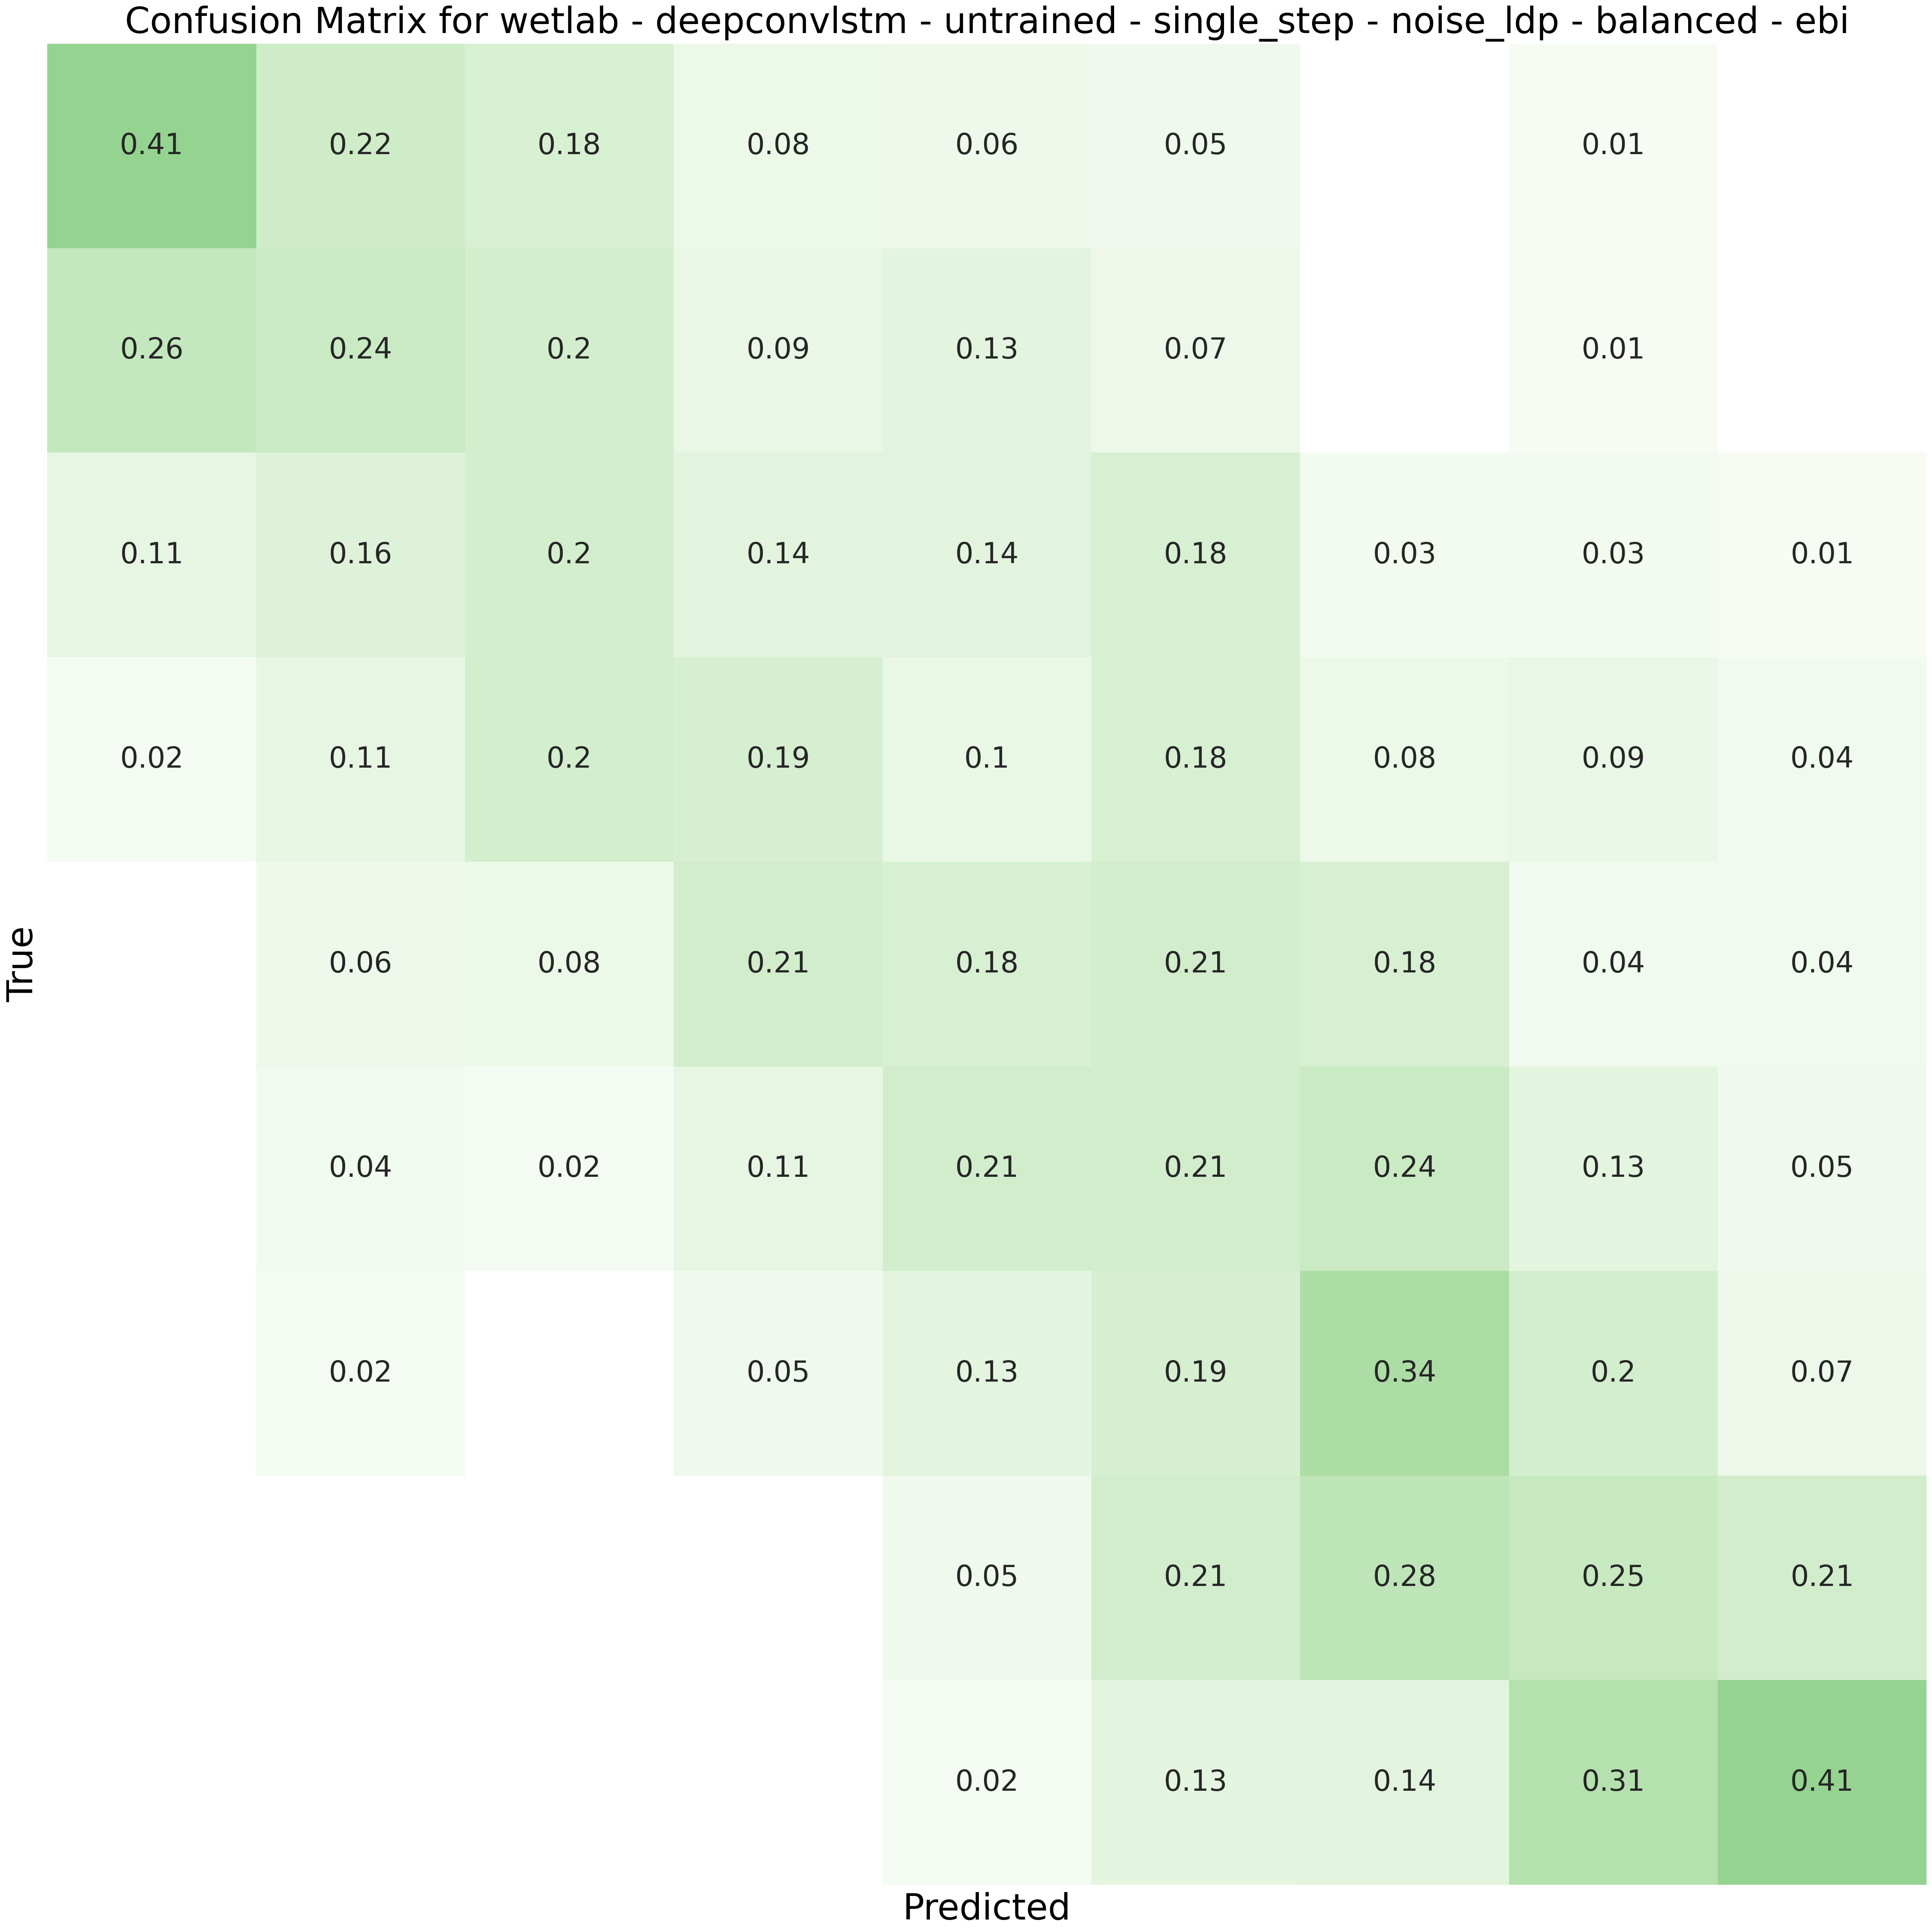 Confusion Matrix for wetlab - deepconvlstm - untrained - single_step - noise_ldp - balanced - ebi
0.41 0.22 0.18 0.08 0.06 0.05 0.01
0.26 0.24 0.2 0.09 0.13 0.07 0.01
0.11 0.16 0.2 0.14 0.14 0.18 0.03 0.03 0.01
0.02 0.11 0.2 0.19 0.1 0.18 0.08 0.09 0.04
0.06 0.08 0.21 0.18 0.21 0.18 0.04 0.04
True
0.04 0.02 0.11 0.21 0.21 0.24 0.13 0.05
0.02 0.05 0.13 0.19 0.34 0.2 0.07
0.05 0.21 0.28 0.25 0.21
0.02 0.13 0.14 0.31 0.41
Predicted